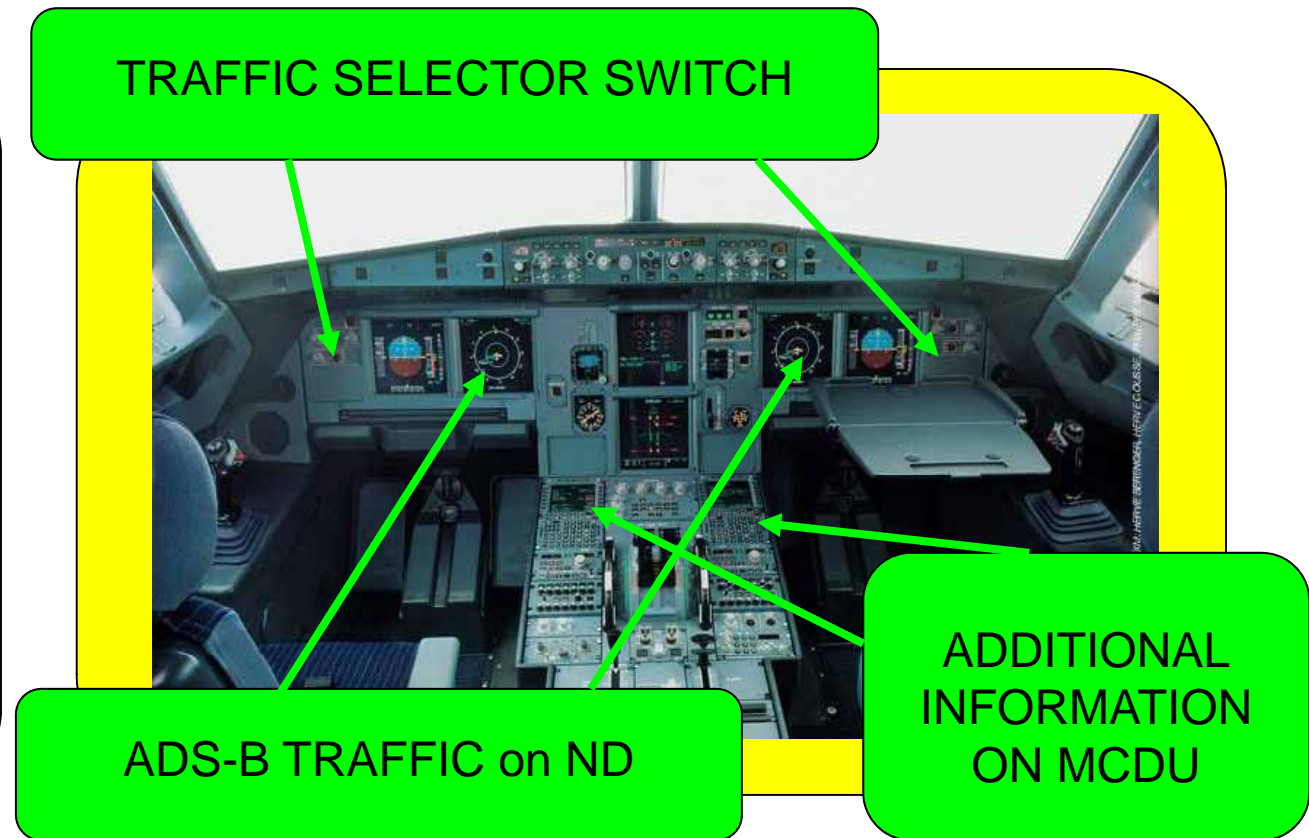 TRAFFIC SELECTOR SWITCH
ADS-B TRAFFIC on ND
ADDITIONAL
INFORMATION
ON MCDU